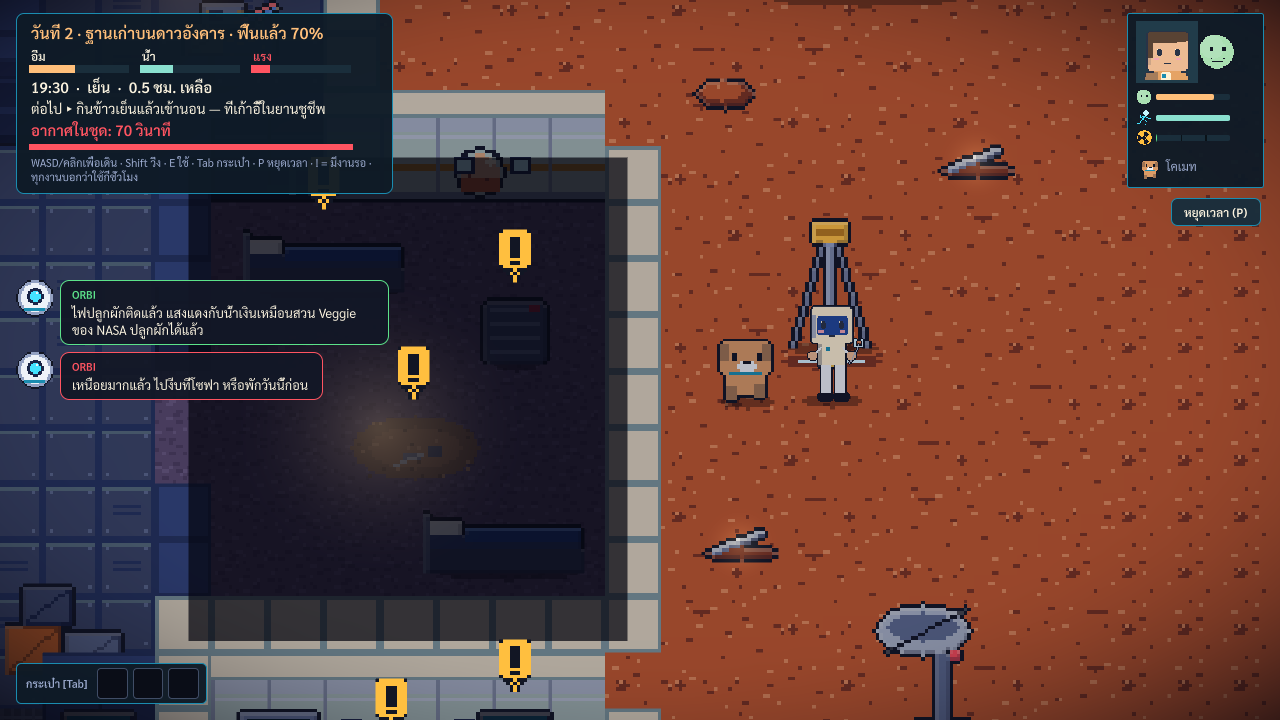 วันที่ 2 · ฐานเก่าบนดาวอังคาร · ฟื้นแล้ว 70%
อิ่ม น้ำ แรง
19:30 · เย็น · 0.5 ชม. เหลือ
ต่อไป ▸ กินข้าวเย็นแล้วเข้านอน — ที่เก้าอี้ในยานชูชีพ
อากาศในชุด: 70 วินาที
WASD/คลิกเพื่อเดิน · Shift วิ่ง · E ใช้ · Tab กระเป๋า · P หยุดเวลา · ! = มีงานรอ ·
ทุกงานบอกว่าใช้กี่ชั่วโมง
โคเมท
หยุดเวลา (P)
ORBI
ไฟปลูกผักติดแล้ว แสงแดงกับน้ำเงินเหมือนสวน Veggie
ของ NASA ปลูกผักได้แล้ว
ORBI
เหนื่อยมากแล้ว ไปงีบที่โซฟา หรือพักวันนี้ก่อน
กระเป๋า [Tab]